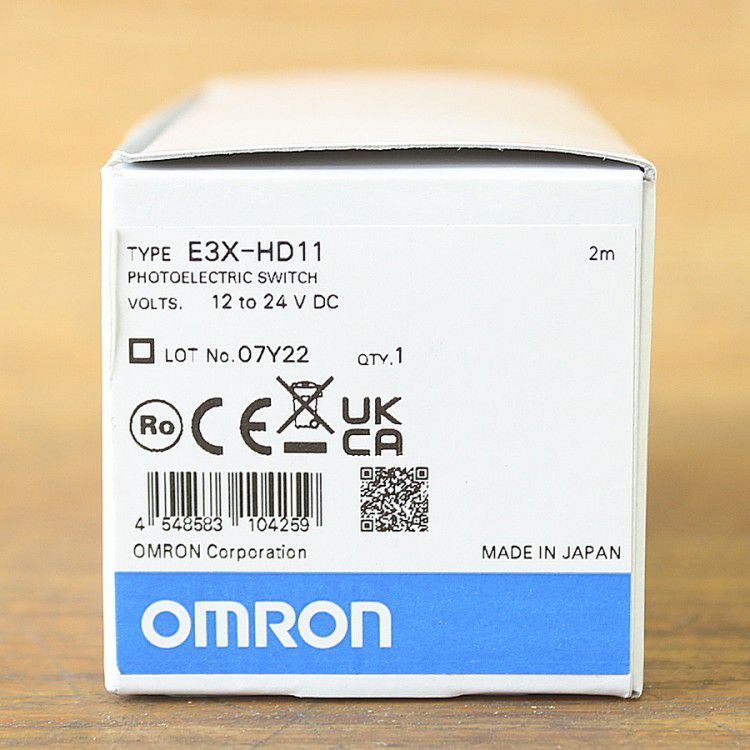 TYPE E3X-HD11 2m
PHOTOELECTRIC SWITCH
VOLTS. 12 to 24 V DC
LOT No. 07Y22 QTY. 1
Ro CE UK
CA
4 548583 104259
OMRON Corporation MADE IN JAPAN
OMRON